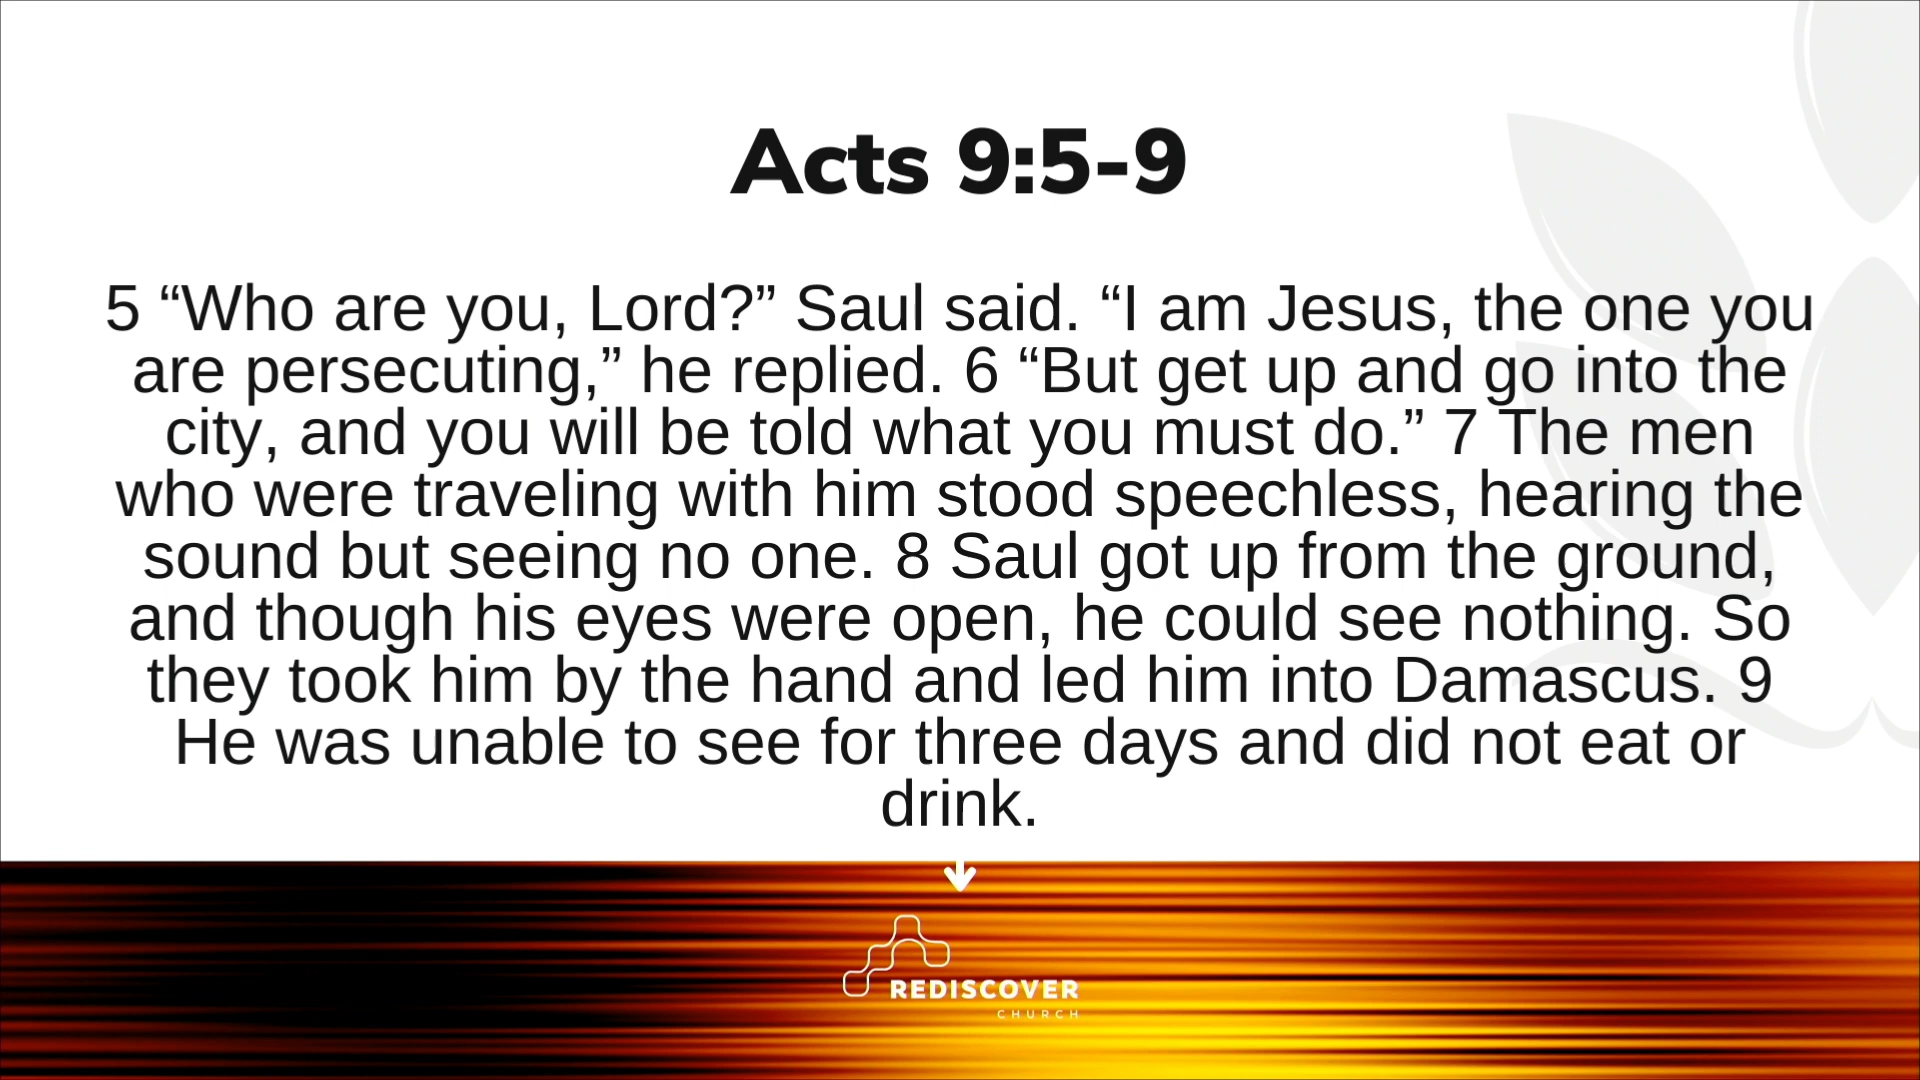 Acts 9:5-9
5 “Who are you, Lord?” Saul said. “I am Jesus, the one you
are persecuting,” he replied. 6 “But get up and go into the
city, and you will be told what you must do.” 7 The men
who were traveling with him stood speechless, hearing the
sound but seeing no one. 8 Saul got up from the ground,
and though his eyes were open, he could see nothing. So
they took him by the hand and led him into Damascus. 9
He was unable to see for three days and did not eat or
drink.
REDISCOVER
CHURCH